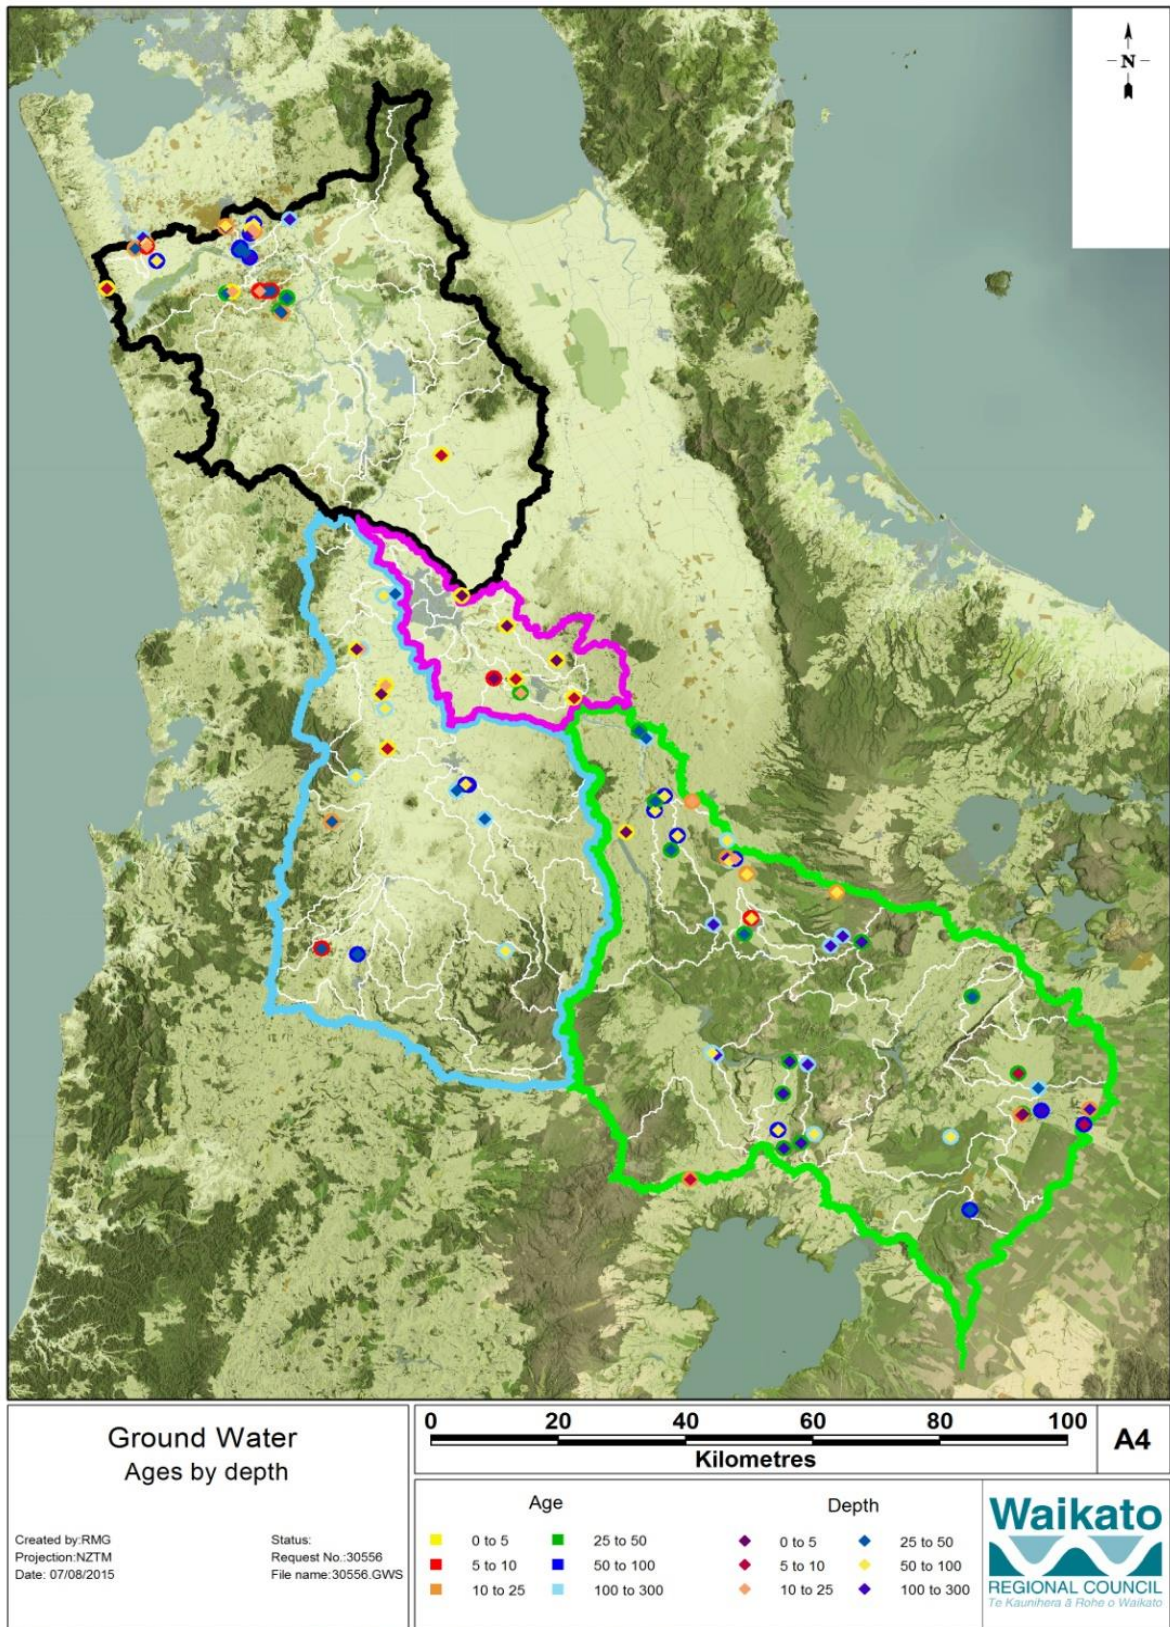 N
Ground Water
Ages by depth
Created by:RMG
Projection:NZTM
Date: 07/08/2015
Status:
Request No.:30556
File name:30556.GWS
0 20 40 60 80 100
Kilometres
A4
Age
0 to 5
5 to 10
10 to 25
25 to 50
50 to 100
100 to 300
Depth
0 to 5
5 to 10
10 to 25
25 to 50
50 to 100
100 to 300
Waikato
REGIONAL COUNCIL
Te Kaunihera ā Rohe o Waikato